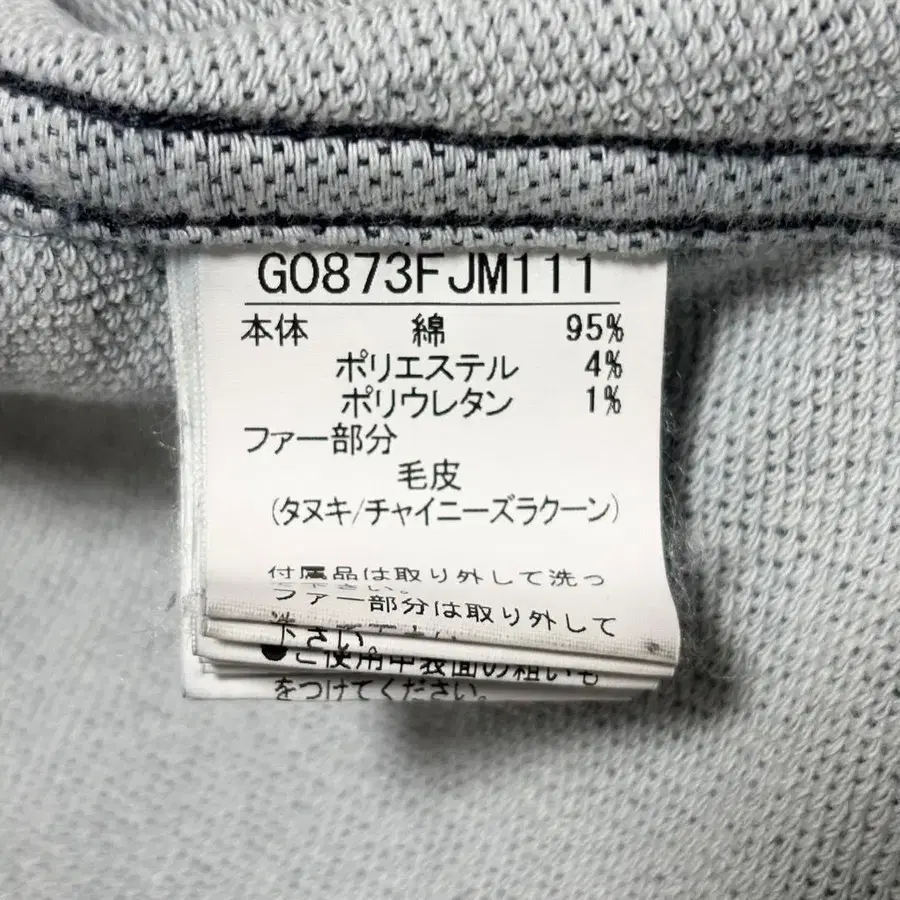 G0873FJM111
本体 綿 95%
ポリエステル 4%
ポリウレタン 1%
ファー部分
毛皮
(タヌキ/チャイニーズラクーン)
付属品は取り外して洗っ
ファー部分は取り外して
下さい。
●ご使用中表面の粗いも
をつけてください。